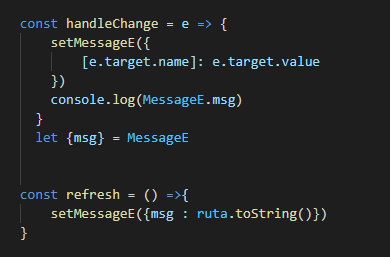 const handleChange = e => {
    setMessageE({
        [e.target.name]: e.target.value
    })
    console.log(MessageE.msg)
  }
  let {msg} = MessageE
const refresh = () =>{
    setMessageE({msg : ruta.toString()})
}